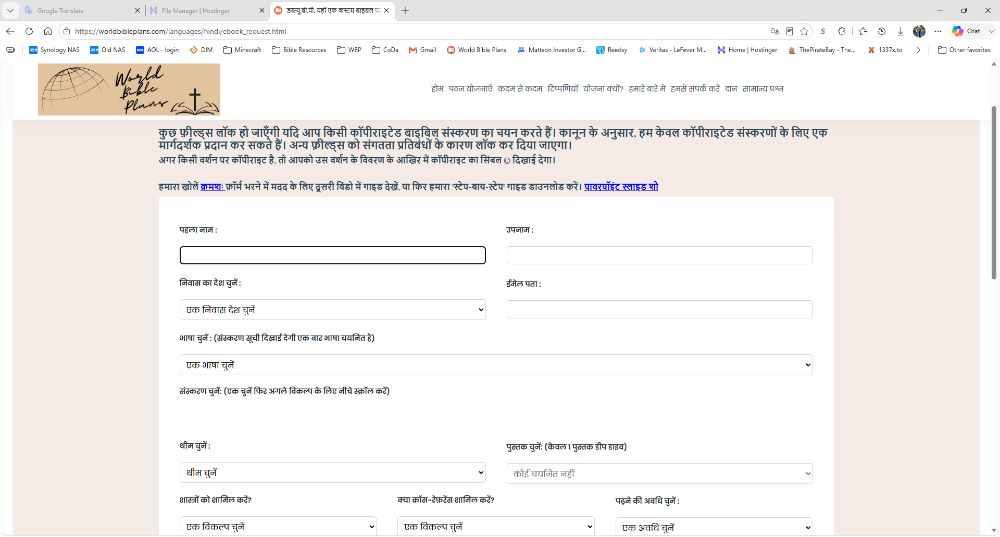 Google Translate
File Manager | Hostinger
डब्ल्यू.बी.पी. यहाँ एक कस्टम बाइबल
https://worldbibleplans.com/languages/hindi/ebook_request.html
Chat
Synology NAS
Old NAS
AOL - login
DIM
Minecraft
Bible Resources
WBP
CoDa
Gmail
World Bible Plans
Mattson Investor G...
Reedsy
Veritas - LeFever M...
Home | Hostinger
ThePirateBay - The...
1337x.to
Other favorites
World
Bible
Plans
होम पठन योजनाएँ कदम से कदम टिप्पणियाँ योजना क्यों? हमारे बारे में हमसे संपर्क करें दान सामान्य प्रश्न
कुछ फ़ील्ड्स लॉक हो जाएँगी यदि आप किसी कॉपीराइटेड बाइबिल संस्करण का चयन करते हैं। कानून के अनुसार, हम केवल कॉपीराइटेड संस्करणों के लिए एक
मार्गदर्शक प्रदान कर सकते हैं। अन्य फ़ील्ड्स को संगतता प्रतिबंधों के कारण लॉक कर दिया जाएगा।
अगर किसी वर्शन पर कॉपीराइट है, तो आपको उस वर्शन के विवरण के आखिर में कॉपीराइट का सिंबल © दिखाई देगा।
हमारा खोलें क्रमशः फ़ॉर्म भरने में मदद के लिए दूसरी विंडो में गाइड देखें, या फिर हमारा 'स्टेप-बाय-स्टेप' गाइड डाउनलोड करें। पावरपॉइंट स्लाइड शो
पहला नाम :
उपनाम :
निवास का देश चुनें :
ईमेल पता :
एक निवास देश चुनें
भाषा चुनें : (संस्करण सूची दिखाई देगी एक बार भाषा चयनित है)
एक भाषा चुनें
संस्करण चुनें: (एक चुनें फिर अगले विकल्प के लिए नीचे स्क्रॉल करें)
थीम चुनें :
पुस्तक चुनें: (केवल 1 पुस्तक डीप डाइव)
थीम चुनें
कोई चयनित नहीं
शास्त्रों को शामिल करें?
क्या क्रॉस-रेफ़रेंस शामिल करें?
पढ़ने की अवधि चुनें :
एक विकल्प चुनें
एक विकल्प चुनें
एक अवधि चुनें